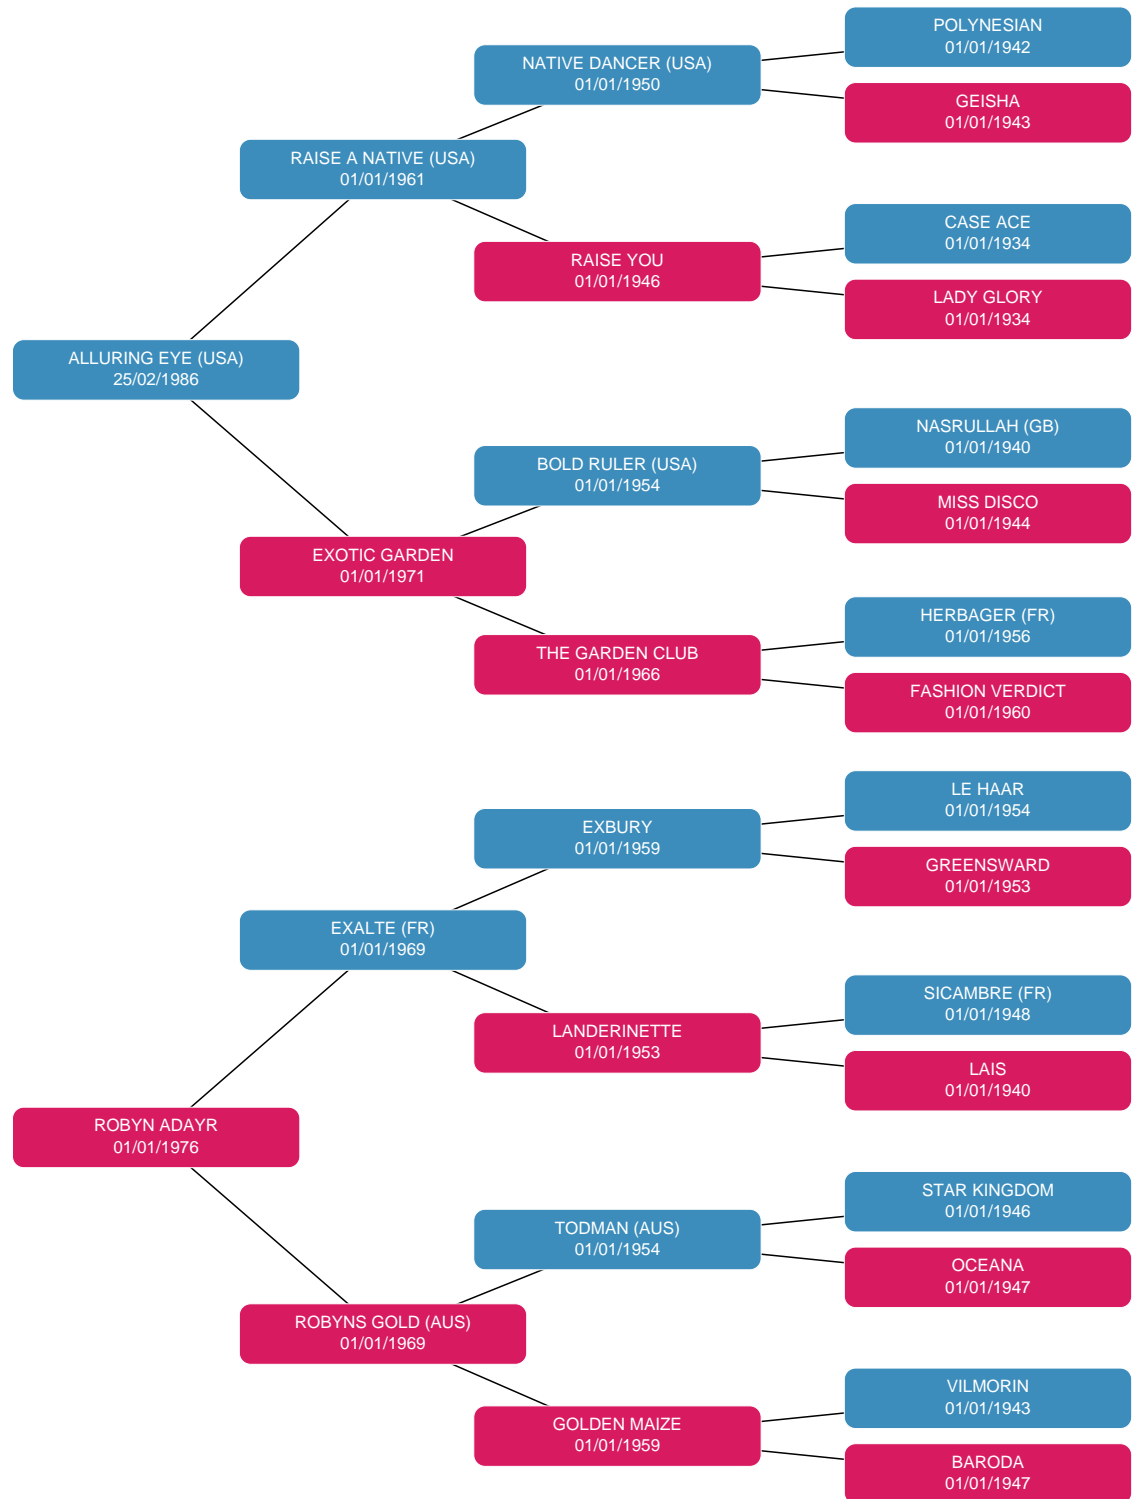 POLYNESIAN
01/01/1942
NATIVE DANCER (USA)
01/01/1950
GEISHA
01/01/1943
RAISE A NATIVE (USA)
01/01/1961
CASE ACE
01/01/1934
RAISE YOU
01/01/1946
LADY GLORY
01/01/1934
ALLURING EYE (USA)
25/02/1986
NASRULLAH (GB)
01/01/1940
BOLD RULER (USA)
01/01/1954
MISS DISCO
01/01/1944
EXOTIC GARDEN
01/01/1971
HERBAGER (FR)
01/01/1956
THE GARDEN CLUB
01/01/1966
FASHION VERDICT
01/01/1960
LE HAAR
01/01/1954
EXBURY
01/01/1959
GREENSWARD
01/01/1953
EXALTE (FR)
01/01/1969
SICAMBRE (FR)
01/01/1948
LANDERINETTE
01/01/1953
LAIS
01/01/1940
ROBYN ADAYR
01/01/1976
STAR KINGDOM
01/01/1946
TODMAN (AUS)
01/01/1954
OCEANA
01/01/1947
ROBYNS GOLD (AUS)
01/01/1969
VILMORIN
01/01/1943
GOLDEN MAIZE
01/01/1959
BARODA
01/01/1947